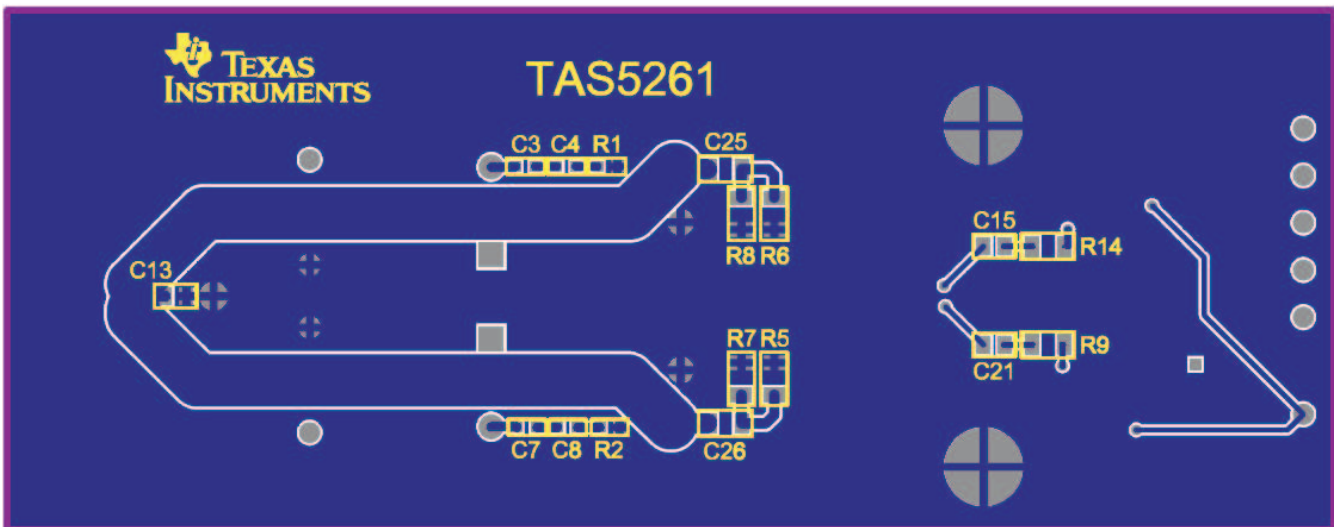 TEXAS
INSTRUMENTS
TAS5261
C3 C4 R1
C25
C15
R14
R8 R6
C13
R7 R5
R9
C21
C7 C8 R2
C26